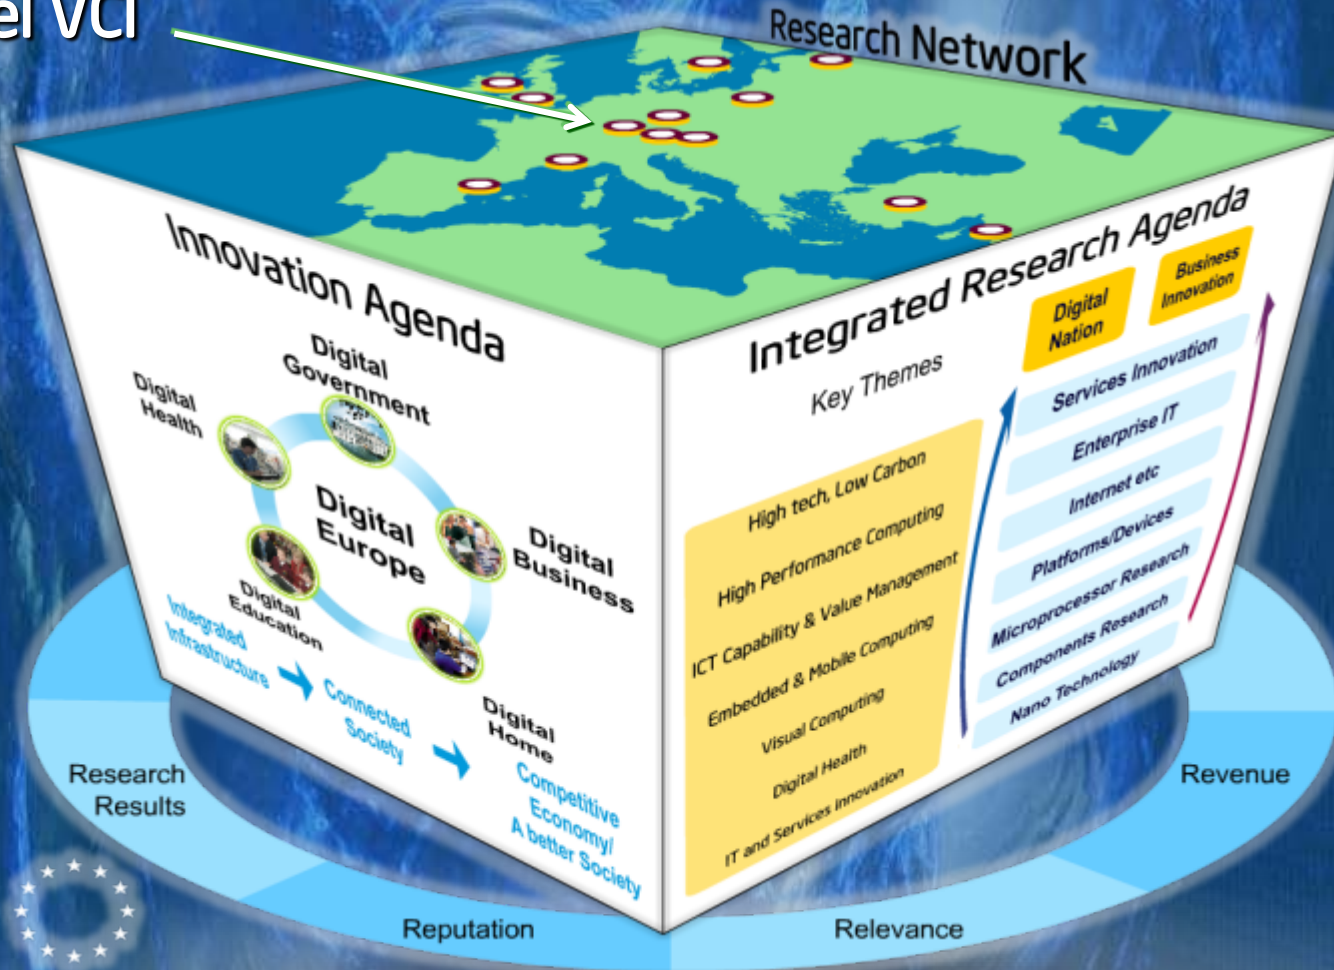 VCI
Research Network
Innovation Agenda
Digital
Government
Digital
Health
Digital
Europe
Digital
Business
Digital
Education
Digital
Home
Integrated
Infrastructure
Connected
Society
Competitive
Economy/
A better Society
Integrated Research Agenda
Key Themes
High tech, Low Carbon
High Performance Computing
ICT Capability & Value Management
Embedded & Mobile Computing
Visual Computing
Digital Health
IT and Services Innovation
Digital
Nation
Business
Innovation
Services Innovation
Enterprise IT
Internet etc
Platforms/Devices
Microprocessor Research
Components Research
Nano Technology
Research
Results
Reputation
Relevance
Revenue